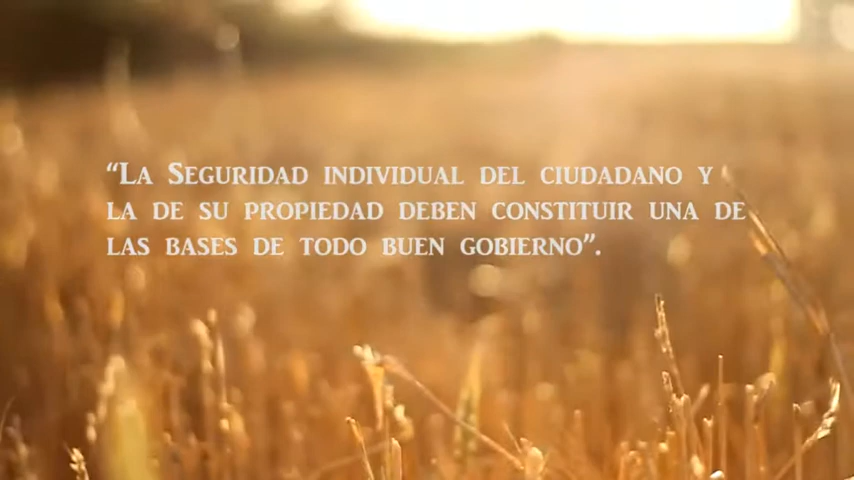 “La Seguridad individual del ciudadano y
la de su propiedad deben constituir una de
las bases de todo buen gobierno”.